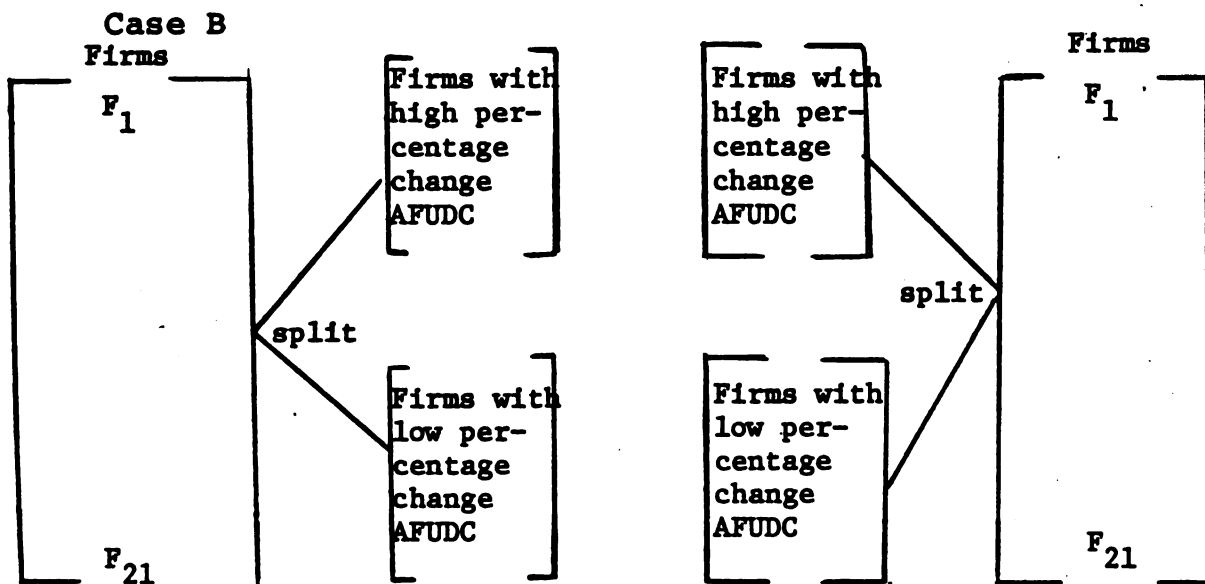 Case B
Firms
F1
F21
split
Firms with
high per-
centage
change
AFUDC
Firms with
low per-
centage
change
AFUDC
Firms with
high per-
centage
change
AFUDC
Firms with
low per-
centage
change
AFUDC
split
Firms
F1
F21